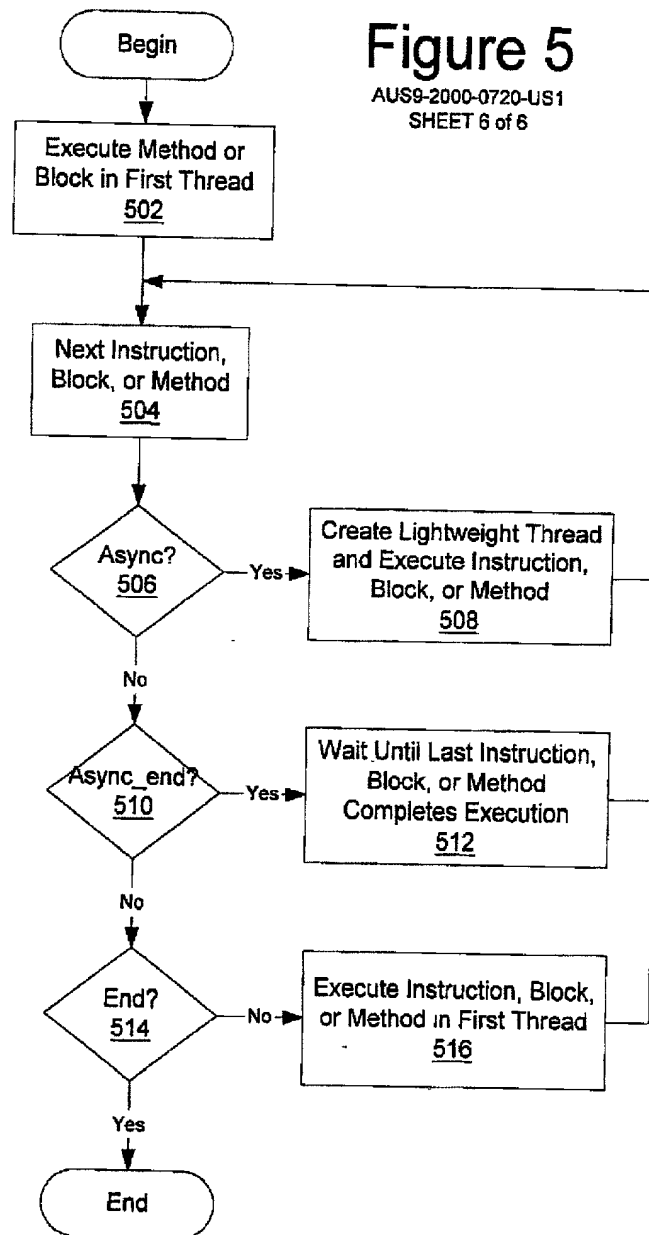 Figure 5
AUS9-2000-0720-US1
SHEET 6 of 6
Begin
Execute Method or
Block in First Thread
502
Next Instruction,
Block, or Method
504
Async?
506
Yes
Create Lightweight Thread
and Execute Instruction,
Block, or Method
508
No
Async_end?
510
Yes
Wait Until Last Instruction,
Block, or Method
Completes Execution
512
No
End?
514
No
Execute Instruction, Block,
or Method in First Thread
516
Yes
End